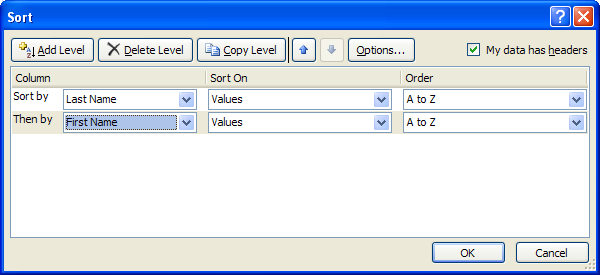 Sort
Add Level Delete Level Copy Level Options... My data has headers
Column Sort On Order
Sort by Last Name Values A to Z
Then by First Name Values A to Z
OK Cancel